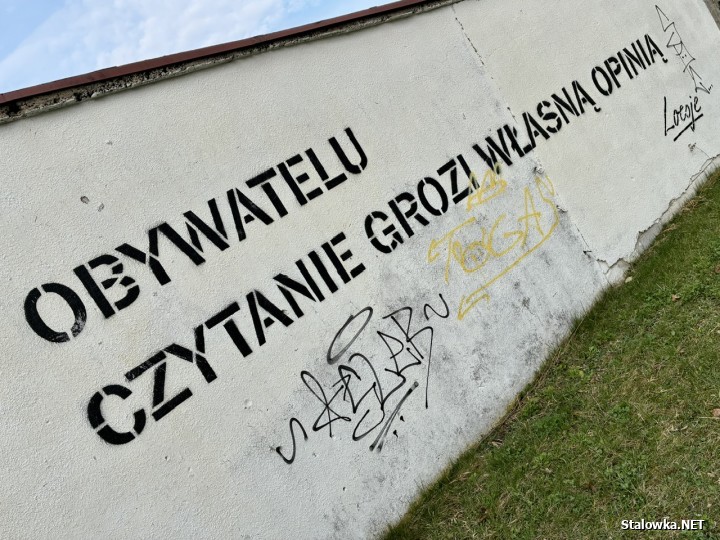 OBYWATELU
CZYTANIE GROZI WŁASNĄ OPINIĄ
Loesje
TOGA
Stalowka.NET